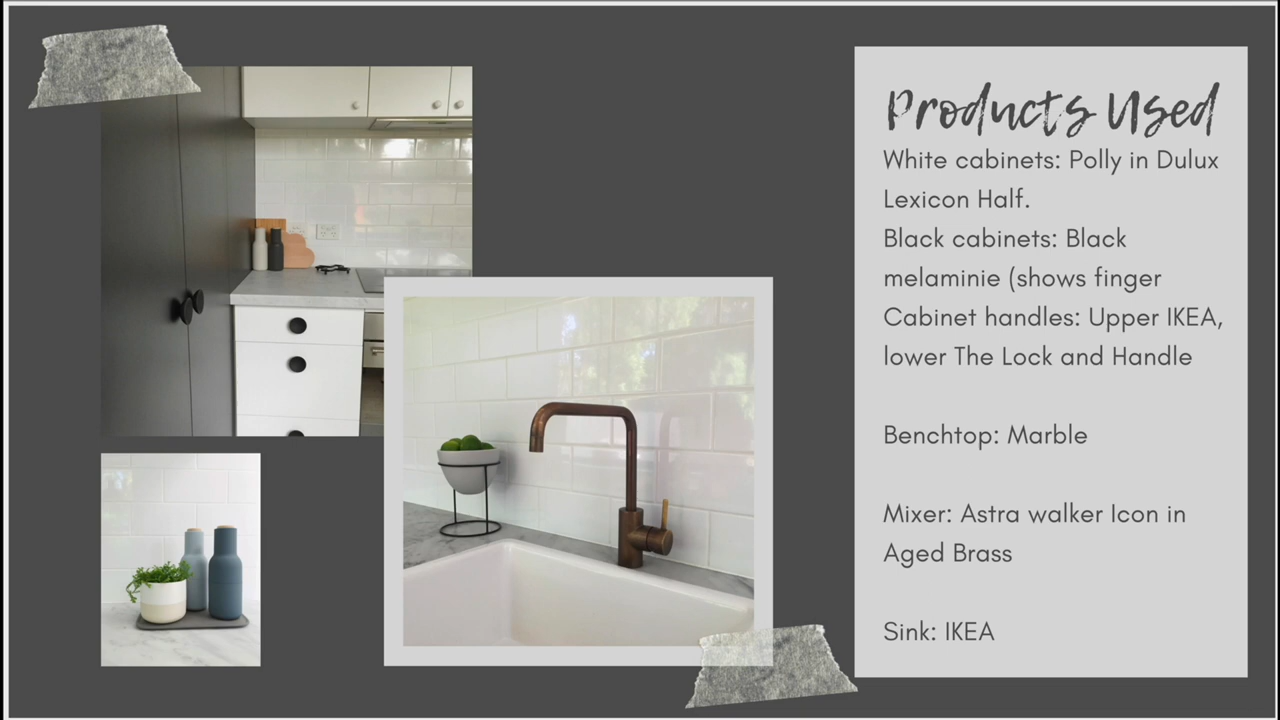 Products Used
White cabinets: Polly in Dulux
Lexicon Half.
Black cabinets: Black
melaminie (shows finger
Cabinet handles: Upper IKEA,
lower The Lock and Handle
Benchtop: Marble
Mixer: Astra walker Icon in
Aged Brass
Sink: IKEA